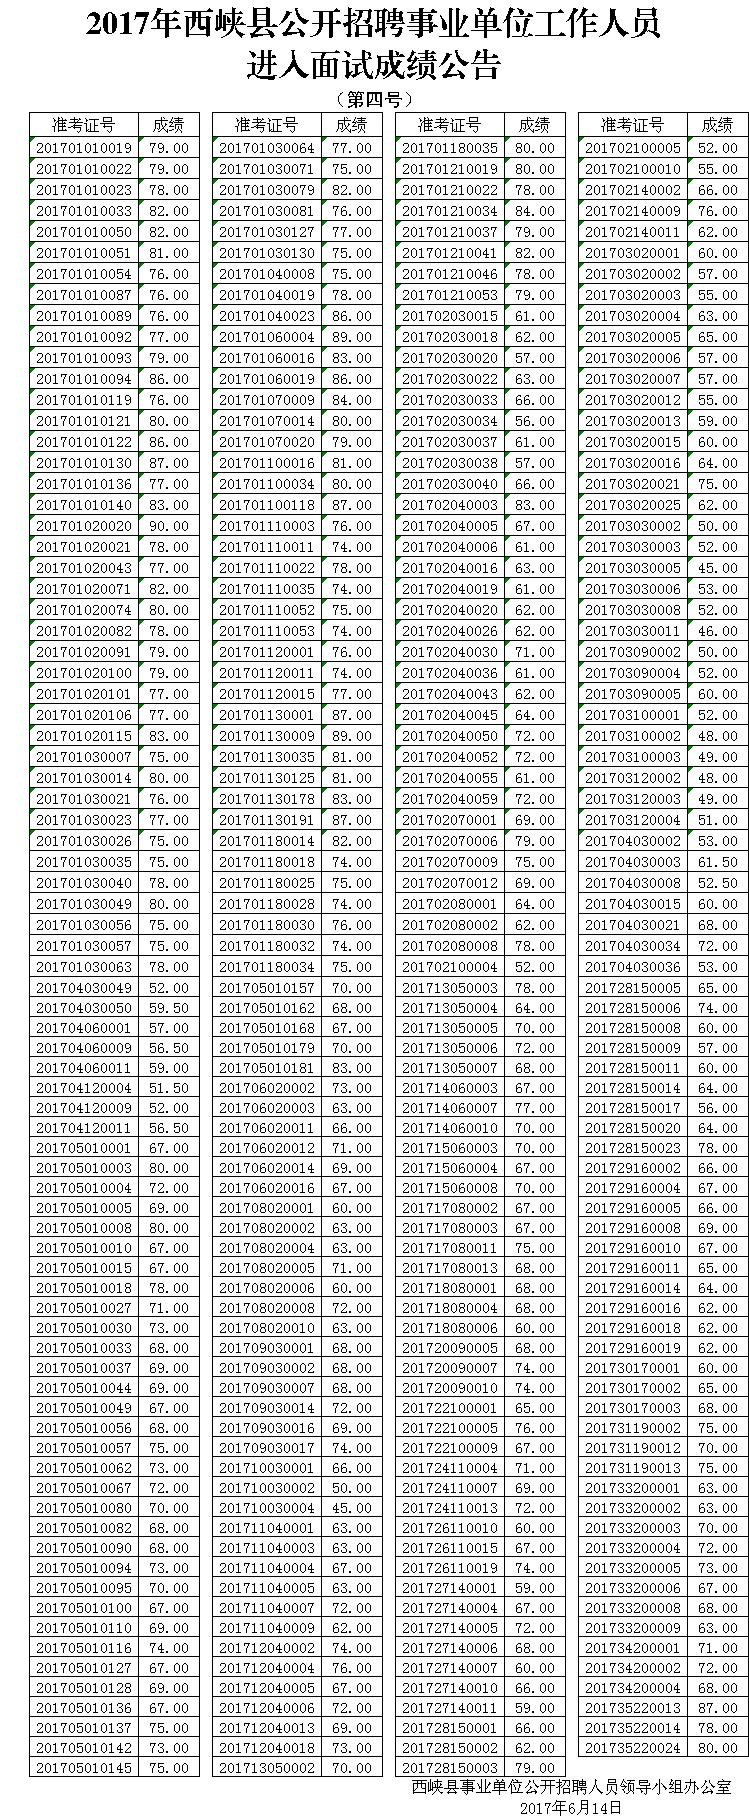 2017年西峡县公开招聘事业单位工作人员
进入面试成绩公告
（第四号）
准考证号 成绩 准考证号 成绩 准考证号 成绩 准考证号 成绩
201701010019 79.00 201701030064 77.00 201701180035 80.00 201702100005 52.00
201701010022 79.00 201701030071 75.00 201701210019 80.00 201702100010 55.00
201701010023 78.00 201701030079 82.00 201701210022 78.00 201702140002 66.00
201701010033 82.00 201701030081 76.00 201701210034 84.00 201702140009 76.00
201701010050 82.00 201701030127 77.00 201701210037 79.00 201702140011 62.00
201701010051 81.00 201701030130 75.00 201701210041 82.00 201703020001 60.00
201701010054 76.00 201701040008 75.00 201701210046 78.00 201703020002 57.00
201701010087 76.00 201701040019 78.00 201701210053 79.00 201703020003 55.00
201701010089 76.00 201701040023 86.00 201702030015 61.00 201703020004 63.00
201701010092 77.00 201701060004 89.00 201702030018 62.00 201703020005 65.00
201701010093 79.00 201701060016 83.00 201702030020 57.00 201703020006 57.00
201701010094 86.00 201701060019 86.00 201702030022 63.00 201703020007 57.00
201701010119 76.00 201701070009 84.00 201702030033 66.00 201703020012 55.00
201701010121 80.00 201701070014 80.00 201702030034 56.00 201703020013 59.00
201701010122 86.00 201701070020 79.00 201702030037 61.00 201703020015 60.00
201701010130 87.00 201701100016 81.00 201702030038 57.00 201703020016 64.00
201701010136 77.00 201701100034 80.00 201702030040 66.00 201703020021 75.00
201701010140 83.00 201701100118 87.00 201702040003 83.00 201703020025 62.00
201701020020 90.00 201701110003 76.00 201702040005 67.00 201703030002 50.00
201701020021 78.00 201701110011 74.00 201702040006 61.00 201703030003 52.00
201701020043 77.00 201701110022 78.00 201702040016 63.00 201703030005 45.00
201701020071 82.00 201701110035 74.00 201702040019 61.00 201703030006 53.00
201701020074 80.00 201701110052 75.00 201702040020 62.00 201703030008 52.00
201701020082 78.00 201701110053 74.00 201702040026 62.00 201703030011 46.00
201701020091 79.00 201701120001 76.00 201702040030 71.00 201703090002 50.00
201701020100 79.00 201701120011 74.00 201702040036 61.00 201703090004 52.00
201701020101 77.00 201701120015 77.00 201702040043 62.00 201703090005 60.00
201701020106 77.00 201701130001 87.00 201702040045 64.00 201703100001 52.00
201701020115 83.00 201701130009 89.00 201702040050 72.00 201703100002 48.00
201701030007 75.00 201701130035 81.00 201702040052 72.00 201703100003 49.00
201701030014 80.00 201701130125 81.00 201702040055 61.00 201703120002 48.00
201701030021 76.00 201701130178 83.00 201702040059 72.00 201703120003 49.00
201701030023 77.00 201701130191 87.00 201702070001 69.00 201703120004 51.00
201701030026 75.00 201701180014 82.00 201702070006 79.00 201704030002 53.00
201701030035 75.00 201701180018 74.00 201702070009 75.00 201704030003 61.50
201701030040 78.00 201701180025 75.00 201702070012 69.00 201704030008 52.50
201701030049 80.00 201701180028 74.00 201702080001 64.00 201704030015 60.00
201701030056 75.00 201701180030 76.00 201702080002 62.00 201704030021 68.00
201701030057 75.00 201701180032 74.00 201702080008 78.00 201704030034 72.00
201701030063 78.00 201701180034 75.00 201702100004 52.00 201704030036 53.00
201704030049 52.00 201705010157 70.00 201713050003 78.00 201728150005 65.00
201704030050 59.50 201705010162 68.00 201713050004 64.00 201728150006 74.00
201704060001 57.00 201705010168 67.00 201713050005 70.00 201728150008 60.00
201704060009 56.50 201705010179 70.00 201713050006 72.00 201728150009 57.00
201704060011 59.00 201705010181 83.00 201713050007 68.00 201728150011 60.00
201704120004 51.50 201706020002 73.00 201714060003 67.00 201728150014 64.00
201704120009 52.00 201706020003 63.00 201714060007 77.00 201728150017 56.00
201704120011 56.50 201706020011 66.00 201714060010 70.00 201728150020 64.00
201705010001 67.00 201706020012 71.00 201715060003 70.00 201728150023 78.00
201705010003 80.00 201706020014 69.00 201715060004 67.00 201729160002 66.00
201705010004 72.00 201706020016 67.00 201715060008 70.00 201729160004 67.00
201705010005 69.00 201708020001 60.00 201717080002 67.00 201729160005 66.00
201705010008 80.00 201708020002 63.00 201717080003 67.00 201729160008 69.00
201705010010 67.00 201708020004 63.00 201717080011 75.00 201729160010 67.00
201705010015 67.00 201708020005 71.00 201717080013 68.00 201729160011 65.00
201705010018 78.00 201708020006 60.00 201718080001 68.00 201729160014 64.00
201705010027 71.00 201708020008 72.00 201718080004 68.00 201729160016 62.00
201705010030 73.00 201708020010 63.00 201718080006 60.00 201729160018 62.00
201705010033 68.00 201709030001 68.00 201720090005 68.00 201729160019 62.00
201705010037 69.00 201709030002 68.00 201720090007 74.00 201730170001 60.00
201705010044 69.00 201709030007 68.00 201720090010 74.00 201730170002 65.00
201705010049 67.00 201709030014 72.00 201722100001 65.00 201730170003 68.00
201705010056 68.00 201709030016 69.00 201722100005 76.00 201731190002 75.00
201705010057 75.00 201709030017 74.00 201722100009 67.00 201731190012 70.00
201705010062 73.00 201710030001 66.00 201724110004 71.00 201731190013 75.00
201705010067 72.00 201710030002 50.00 201724110007 69.00 201733200001 63.00
201705010080 70.00 201710030004 45.00 201724110013 72.00 201733200002 63.00
201705010082 68.00 201711040001 63.00 201726110010 60.00 201733200003 70.00
201705010090 68.00 201711040003 63.00 201726110015 67.00 201733200004 72.00
201705010094 73.00 201711040004 67.00 201726110019 74.00 201733200005 73.00
201705010095 70.00 201711040005 63.00 201727140001 59.00 201733200006 67.00
201705010100 67.00 201711040007 72.00 201727140004 67.00 201733200008 68.00
201705010110 69.00 201711040009 62.00 201727140005 72.00 201733200009 63.00
201705010116 74.00 201712040002 74.00 201727140006 68.00 201734200001 71.00
201705010127 67.00 201712040004 76.00 201727140007 60.00 201734200002 72.00
201705010128 69.00 201712040005 67.00 201727140010 66.00 201734200004 68.00
201705010136 67.00 201712040006 72.00 201727140011 59.00 201735220013 87.00
201705010137 75.00 201712040013 69.00 201728150001 66.00 201735220014 78.00
201705010142 73.00 201712040018 73.00 201728150002 62.00 201735220024 80.00
201705010145 75.00 201713050002 70.00 201728150003 79.00
西峡县事业单位公开招聘人员领导小组办公室
2017年6月14日